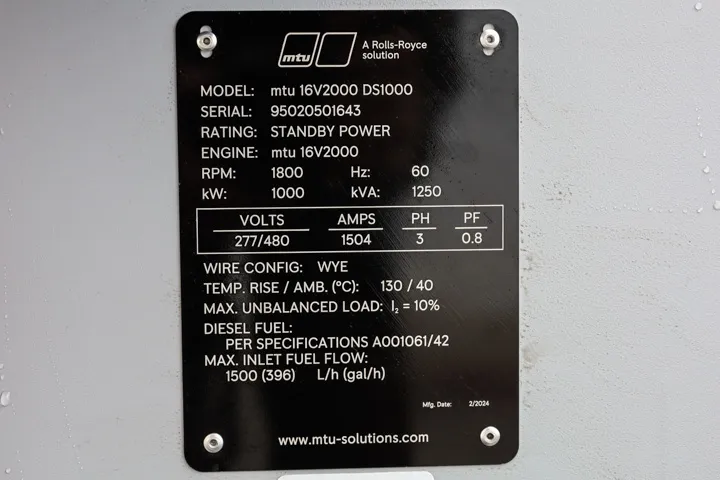 mtu
A Rolls-Royce
solution
MODEL: mtu 16V2000 DS1000
SERIAL: 95020501643
RATING: STANDBY POWER
ENGINE: mtu 16V2000
RPM: 1800 Hz: 60
kW: 1000 kVA: 1250
VOLTS AMPS PH PF
277/480 1504 3 0.8
WIRE CONFIG: WYE
TEMP. RISE / AMB. (°C): 130 / 40
MAX. UNBALANCED LOAD: I₂ = 10%
DIESEL FUEL:
PER SPECIFICATIONS A001061/42
MAX. INLET FUEL FLOW:
1500 (396) L/h (gal/h)
Mfg. Date: 2/2024
www.mtu-solutions.com